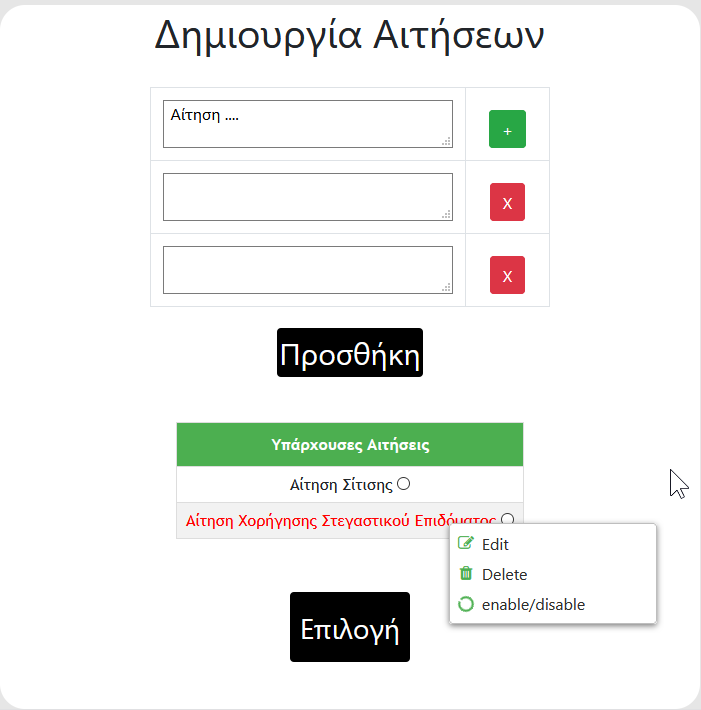 Δημιουργία Αιτήσεων
Αίτηση ....
+
X
X
Προσθήκη
Υπάρχουσες Αιτήσεις
Αίτηση Σίτισης
Αίτηση Χορήγησης Στεγαστικού Επιδόματος
Edit
Delete
enable/disable
Επιλογή